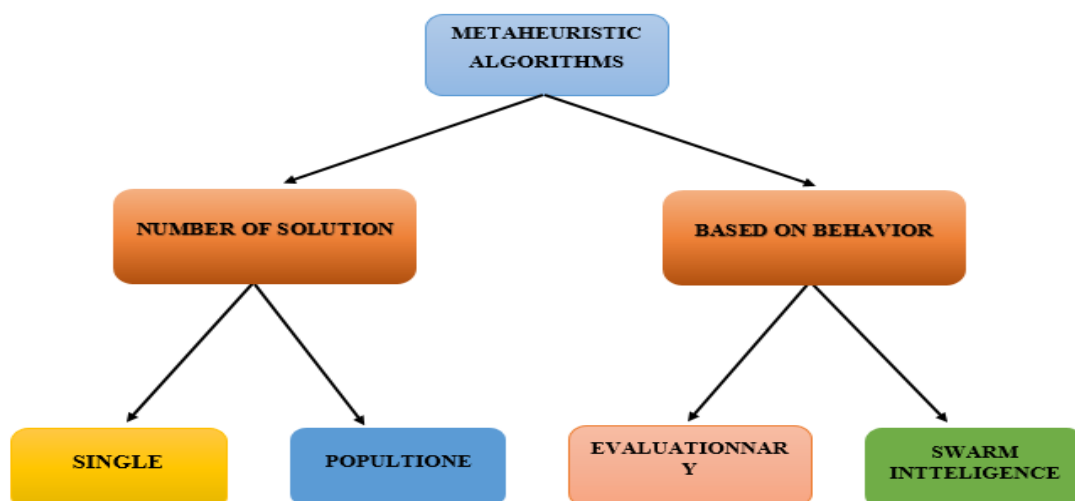 METAHEURISTIC
ALGORITHMS
NUMBER OF SOLUTION
BASED ON BEHAVIOR
SINGLE
POPULTIONE
EVALUATIONNAR
Y
SWARM
INTTELIGENCE